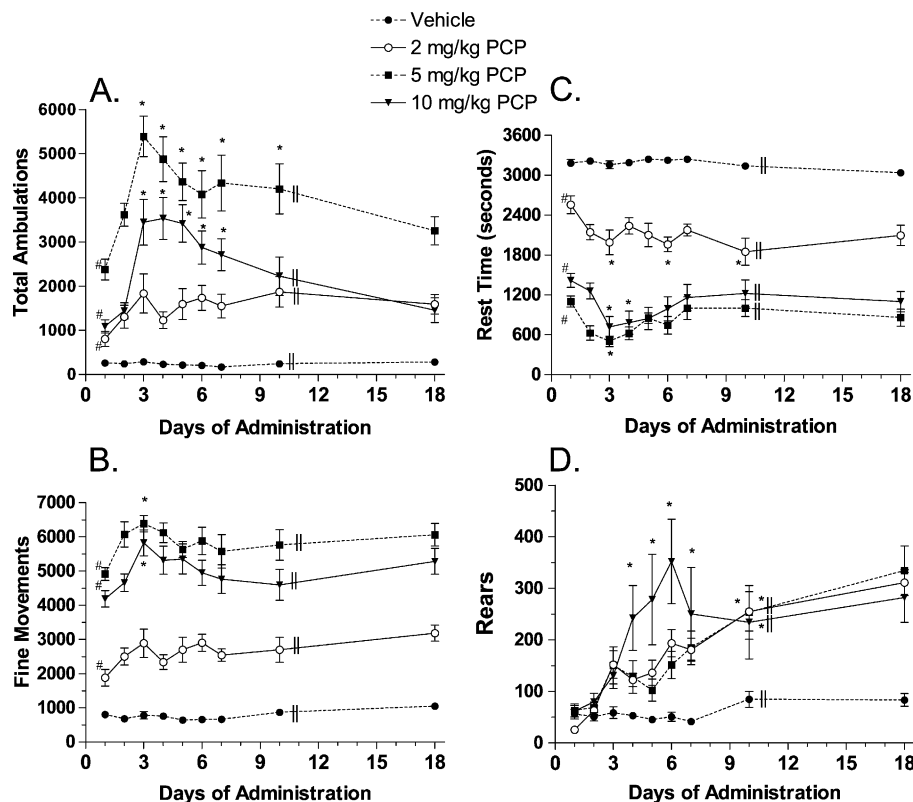 Vehicle
2 mg/kg PCP
5 mg/kg PCP
10 mg/kg PCP
A.
Total Ambulations
6000
5000
4000
3000
2000
1000
0
* * * * * *
* * * * *
#
#
#
0 3 6 9 12 15 18
Days of Administration
C.
Rest Time (seconds)
3600
3000
2400
1800
1200
600
0
#
* * *
#
* *
#
*
0 3 6 9 12 15 18
Days of Administration
B.
Fine Movements
7000
6000
5000
4000
3000
2000
1000
0
*
*
#
#
#
0 3 6 9 12 15 18
Days of Administration
D.
Rears
500
400
300
200
100
0
* * * *
* *
*
0 3 6 9 12 15 18
Days of Administration